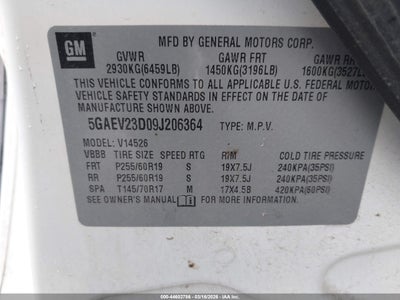 GM
MFD BY GENERAL MOTORS CORP.
GVWR GAWR FRT GAWR RR
2930KG(6459LB) 1450KG(3196LB) 1600KG(3527LB
THIS VEHICLE CONFORMS TO ALL APPLICABLE U.S. FEDERAL MOTOR
VEHICLE SAFETY STANDARDS IN EFFECT ON THE DATE OF
MANUFACTURE SHOWN ABOVE.
5GAEV23D09J206364 TYPE: M.P.V.
MODEL: V14526
VBBB TIRE SIZE SPEED RTG RIM COLD TIRE PRESSURE
FRT P255/60R19 S 19X7.5J 240KPA(35PSI)
RR P255/60R19 S 19X7.5J 240KPA(35PSI)
SPA T145/70R17 M 17X4.5B 420KPA(60PSI)
SEE OWNER'S MANUAL FOR MORE INFORMATION.